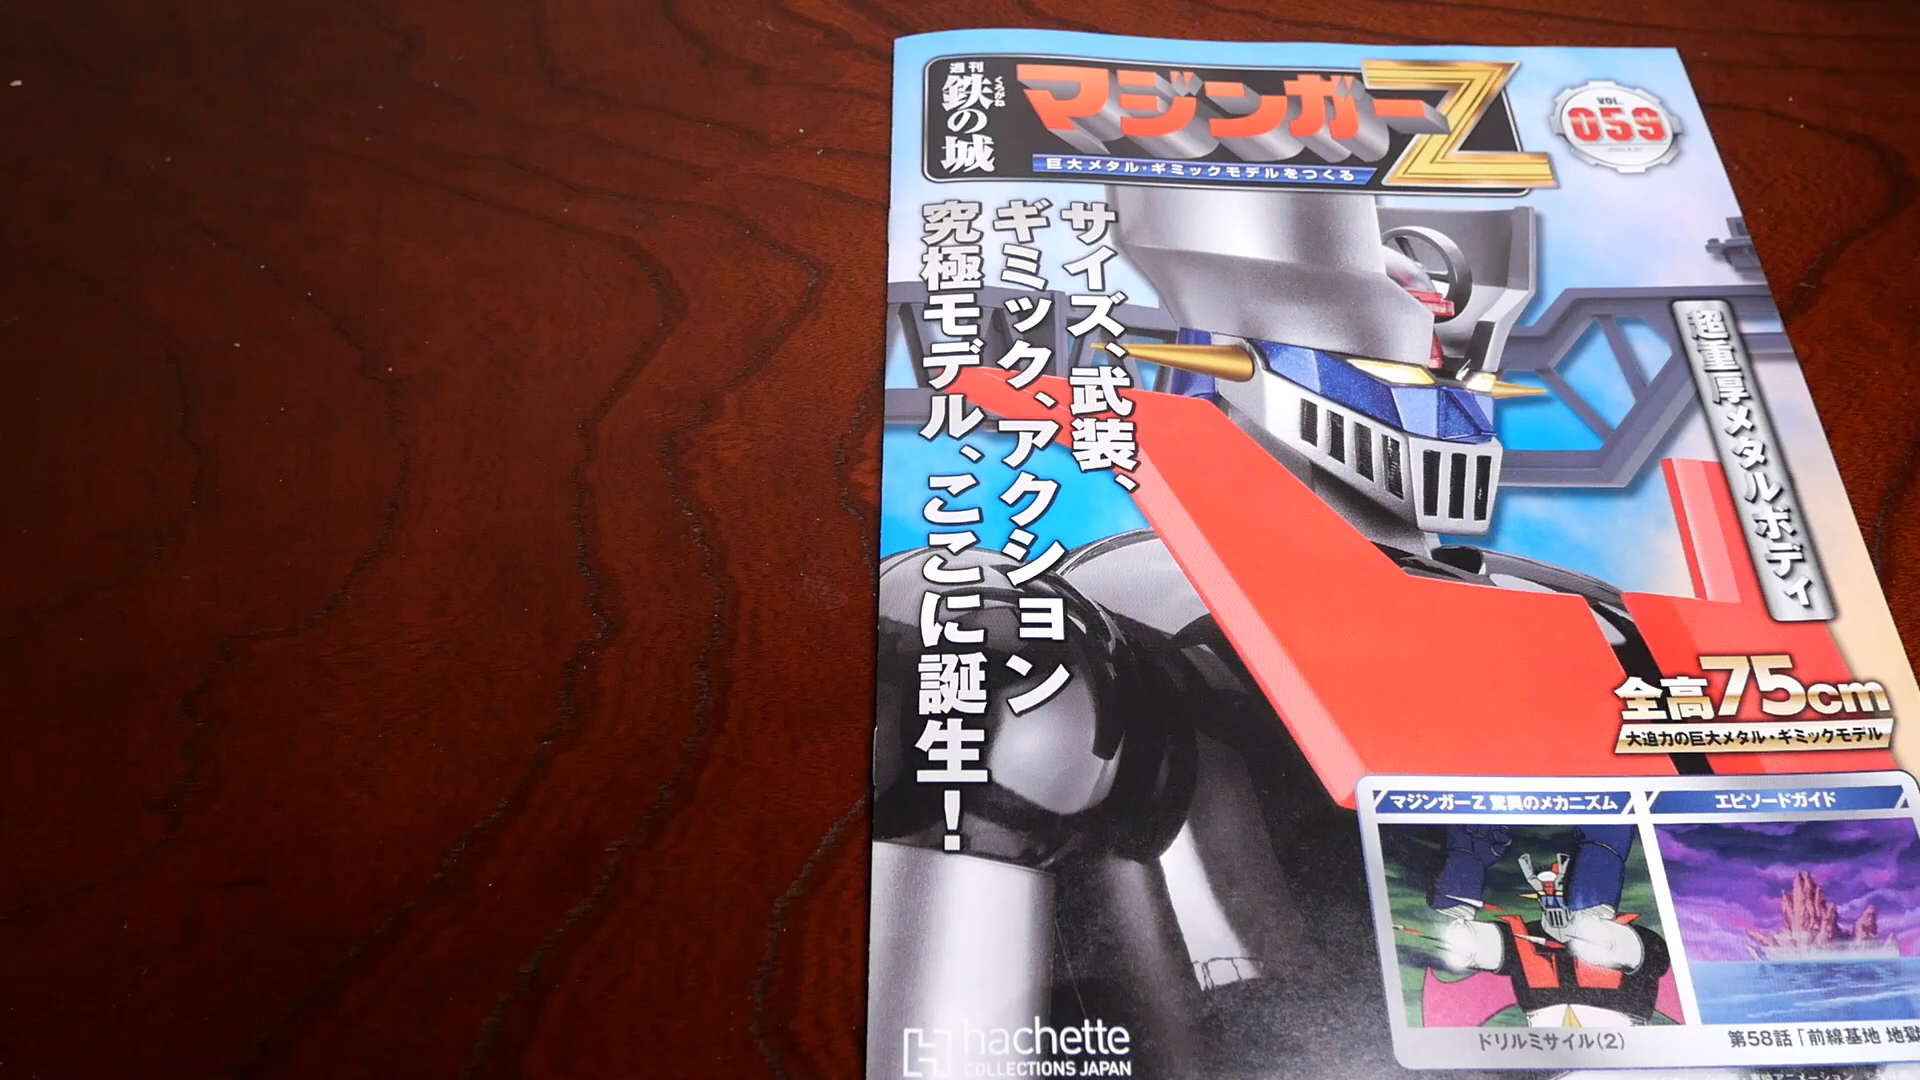 週刊
鉄の城
くろがね
マジンガーZ
巨大メタル・ギミックモデルをつくる
VOL.
059
サイズ、武装、
ギミック、アクション
究極モデル、ここに誕生!
超重厚メタルボディ
全高75cm
大迫力の巨大メタル・ギミックモデル
マジンガーZ 驚異のメカニズム
エピソードガイド
ドリルミサイル(2)
第58話「前線基地 地獄
hachette
COLLECTIONS JAPAN